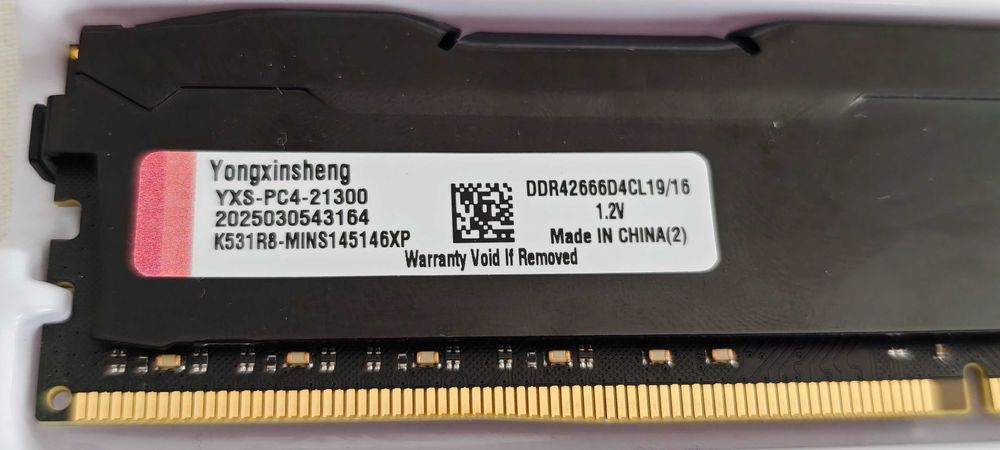 Yongxinsheng
YXS-PC4-21300
2025030543164
K531R8-MINS145146XP
DDR42666D4CL19/16
1.2V
Made IN CHINA(2)
Warranty Void If Removed